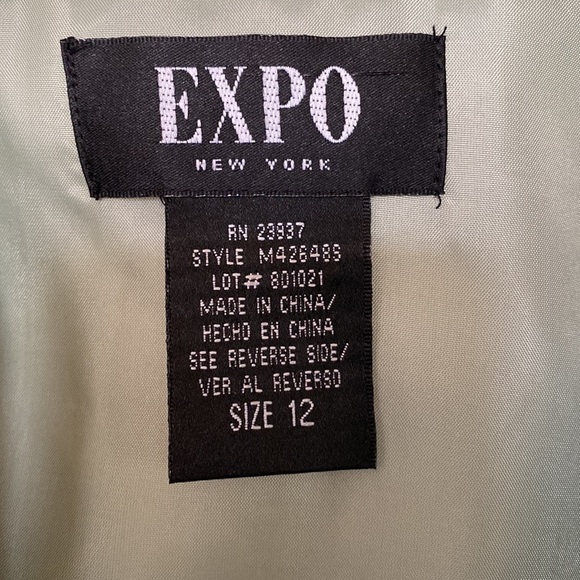 EXPO
NEW YORK
RN 23937
STYLE M42848S
LOT# 801021
MADE IN CHINA/
HECHO EN CHINA
SEE REVERSE SIDE/
VER AL REVERSO
SIZE 12